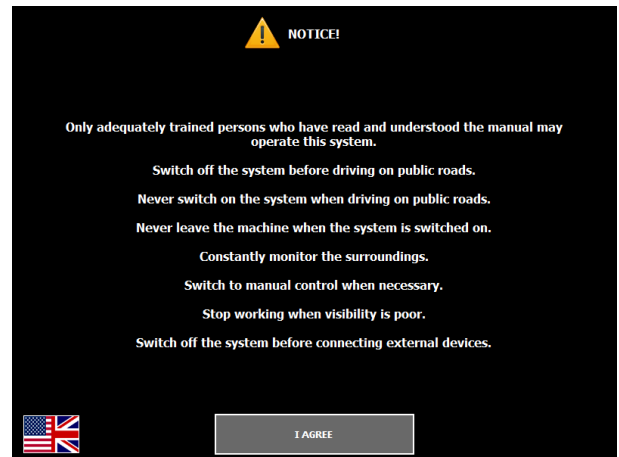 NOTICE!
Only adequately trained persons who have read and understood the manual may
operate this system.
Switch off the system before driving on public roads.
Never switch on the system when driving on public roads.
Never leave the machine when the system is switched on.
Constantly monitor the surroundings.
Switch to manual control when necessary.
Stop working when visibility is poor.
Switch off the system before connecting external devices.
I AGREE